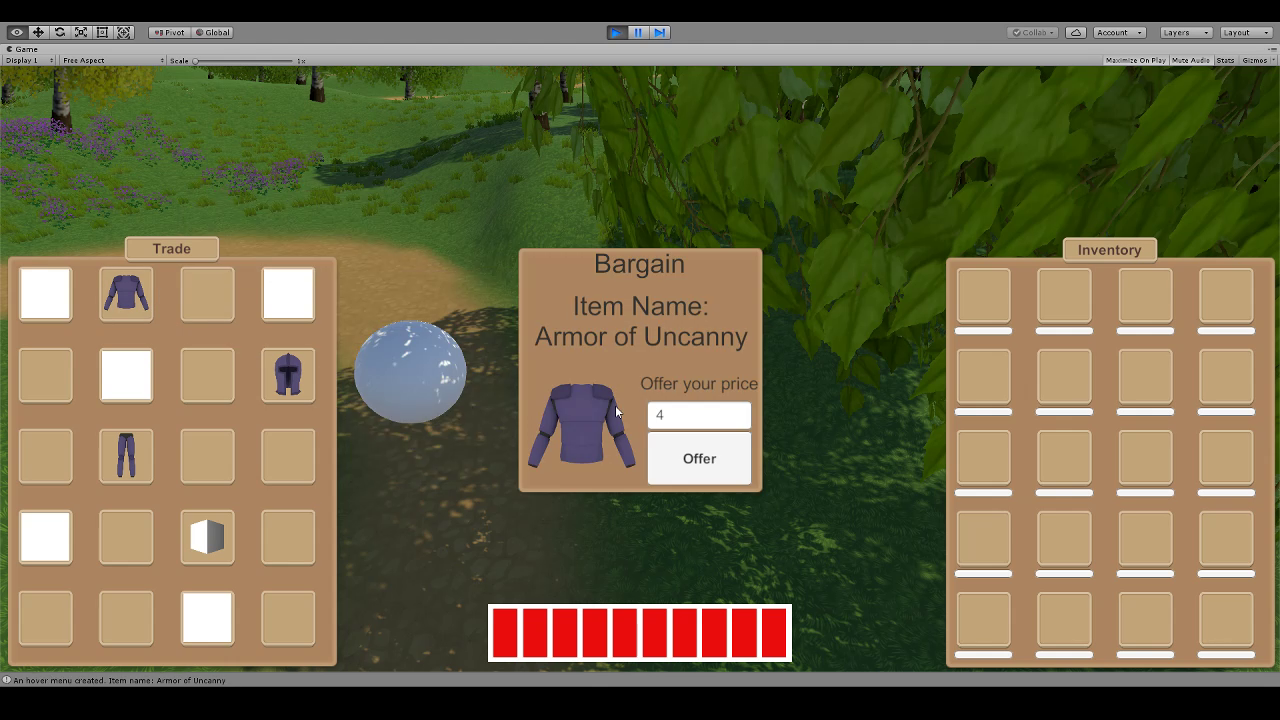 Pivot Global Collab Account Layers Layout
Game
Display 1 Free Aspect Scale 1x Maximize On Play Mute Audio Stats Gizmos
Trade
Bargain
Item Name:
Armor of Uncanny
Offer your price
4
Offer
Inventory
An hover menu created. Item name: Armor of Uncanny